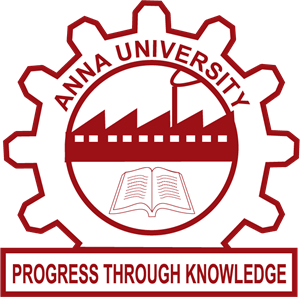 ANNA UNIVERSITY
PROGRESS THROUGH KNOWLEDGE